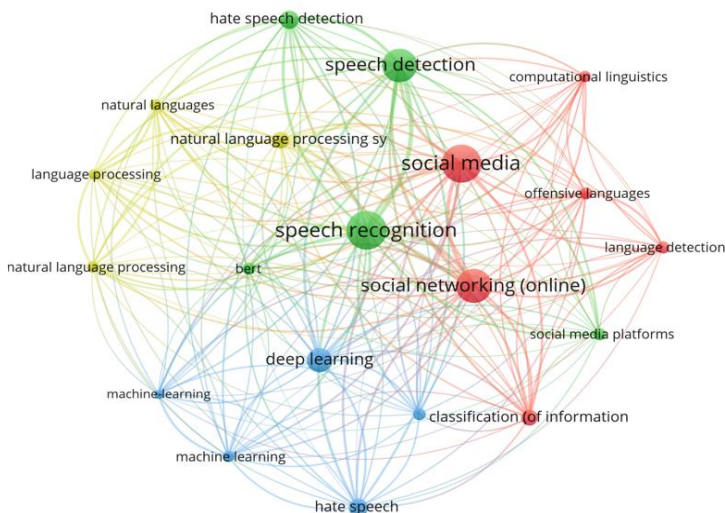 hate speech detection
speech detection
computational linguistics
natural languages
natural language processing sy
social media
language processing
offensive languages
speech recognition
language detection
natural language processing
bert
social networking (online)
social media platforms
deep learning
machine learning
classification (of information
machine learning
hate speech